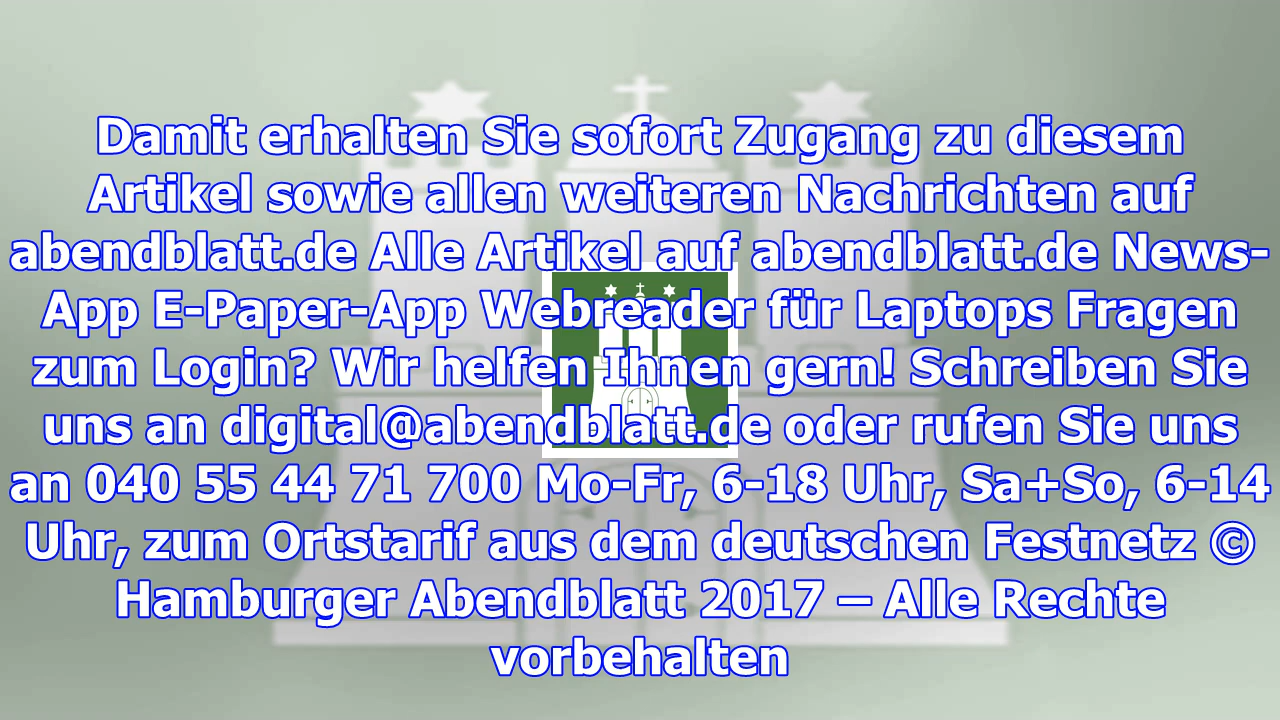 Damit erhalten Sie sofort Zugang zu diesem
Artikel sowie allen weiteren Nachrichten auf
abendblatt.de Alle Artikel auf abendblatt.de News-
App E-Paper-App Webreader für Laptops Fragen
zum Login? Wir helfen Ihnen gern! Schreiben Sie
uns an digital@abendblatt.de oder rufen Sie uns
an 040 55 44 71 700 Mo-Fr, 6-18 Uhr, Sa+So, 6-14
Uhr, zum Ortstarif aus dem deutschen Festnetz ©
Hamburger Abendblatt 2017 – Alle Rechte
vorbehalten